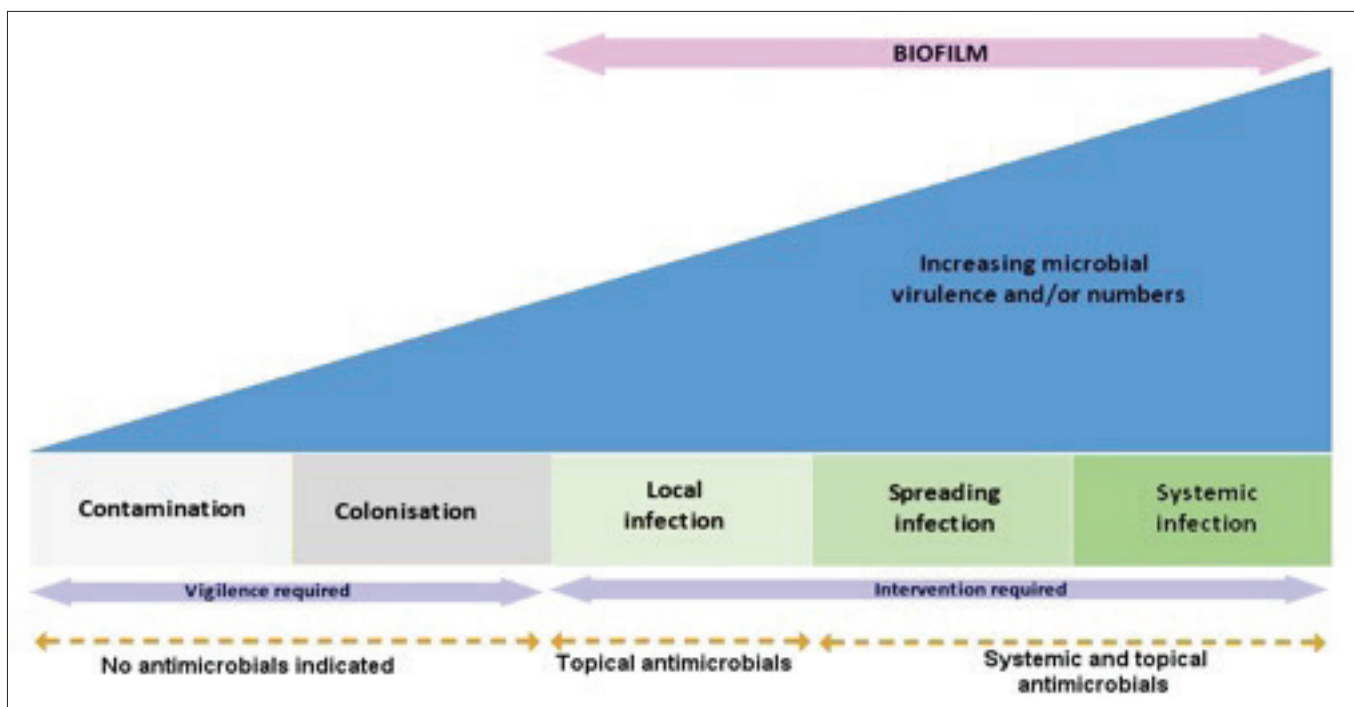 BIOFILM
Increasing microbial
virulence and/or numbers
Contamination
Colonisation
Local
infection
Spreading
infection
Systemic
infection
Vigilence required
Intervention required
No antimicrobials indicated
Topical antimicrobials
Systemic and topical
antimicrobials